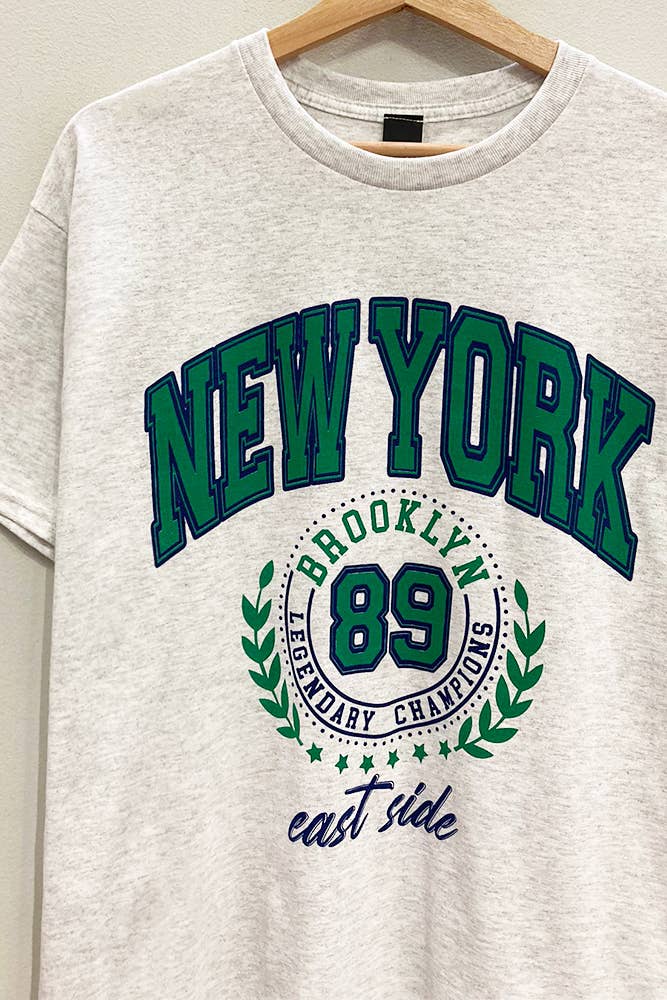 NEW YORK
BROOKLYN
89
LEGENDARY CHAMPIONS
east side